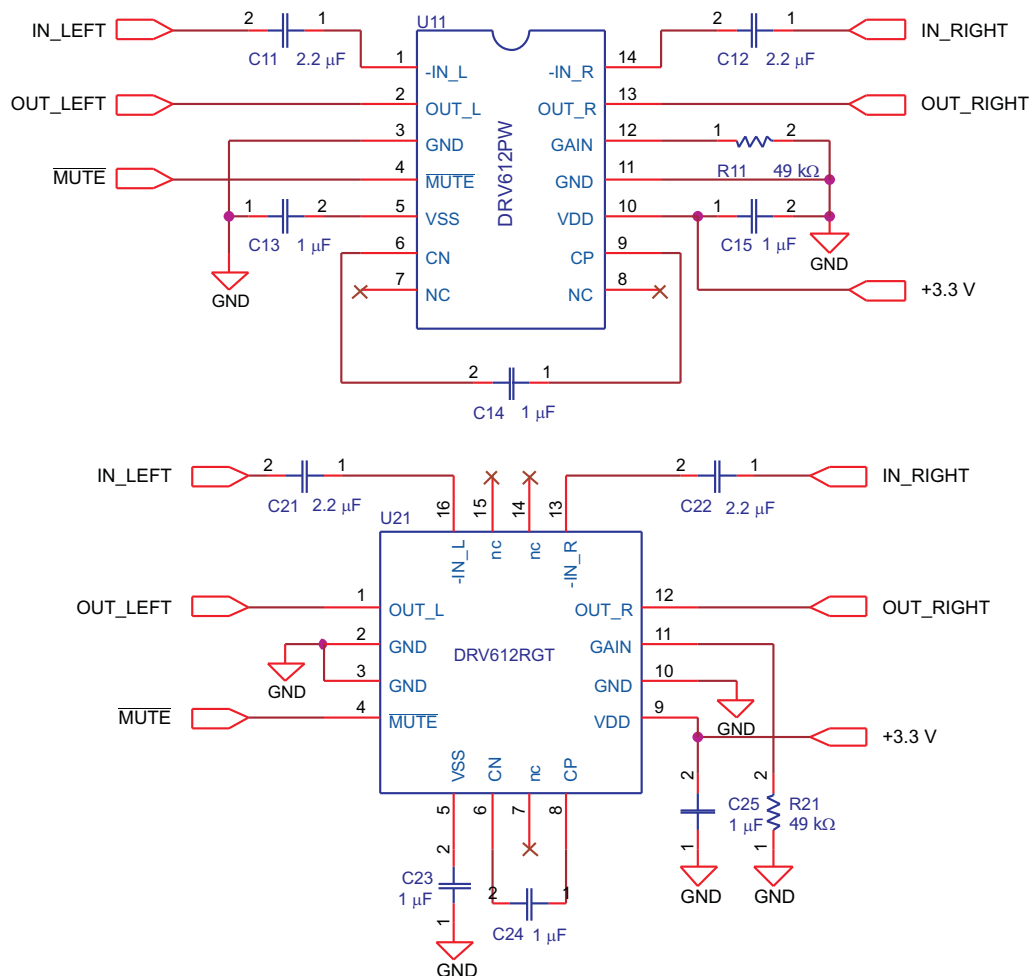 U11
IN_LEFT 2 1 2 1 IN_RIGHT
C11 2.2 µF C12 2.2 µF
1 -IN_L -IN_R 14
OUT_LEFT 2 OUT_L OUT_R 13 OUT_RIGHT
3 GND GAIN 12 1 2
R11 49 kΩ
M̅U̅T̅E̅ 4 M̅U̅T̅E̅ GND 11
DRV612PW
1 2 5 VSS VDD 10 1 2
C13 1 µF C15 1 µF
6 CN CP 9
GND GND
7 NC NC 8 +3.3 V
2 1
C14 1 µF
IN_LEFT 2 1 2 1 IN_RIGHT
C21 2.2 µF C22 2.2 µF
16 15 14 13
U21
-IN_L nc nc -IN_R
OUT_LEFT 1 OUT_L OUT_R 12 OUT_RIGHT
2 GND GAIN 11
DRV612RGT
3 GND GND 10
GND GND
M̅U̅T̅E̅ 4 M̅U̅T̅E̅ VDD 9
+3.3 V
VSS CN nc CP
5 6 7 8
2 2
C25 R21
1 µF 49 kΩ
1 1
GND GND
2
C23
1 µF
1
2 1
C24 1 µF
GND